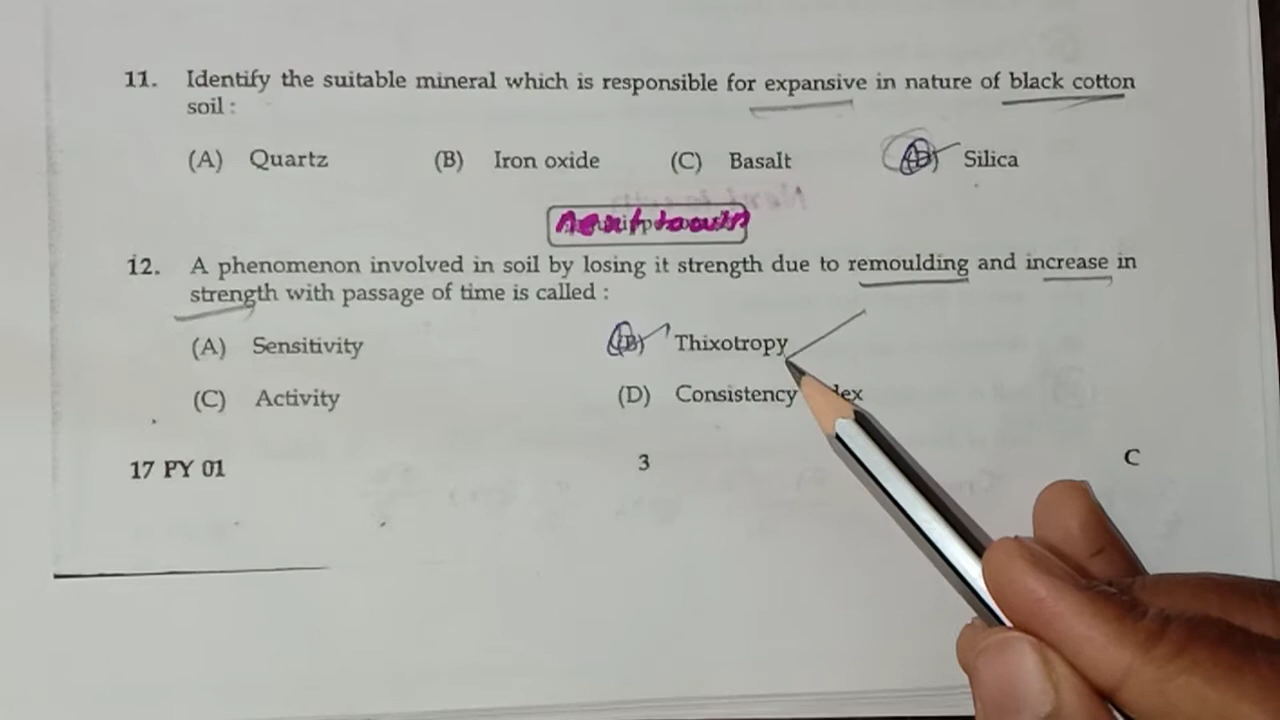 11. Identify the suitable mineral which is responsible for expansive in nature of black cotton
soil :
(A) Quartz (B) Iron oxide (C) Basalt (D) Silica
12. A phenomenon involved in soil by losing it strength due to remoulding and increase in
strength with passage of time is called :
(A) Sensitivity (B) Thixotropy
(C) Activity (D) Consistency
17 PY 01 3 C